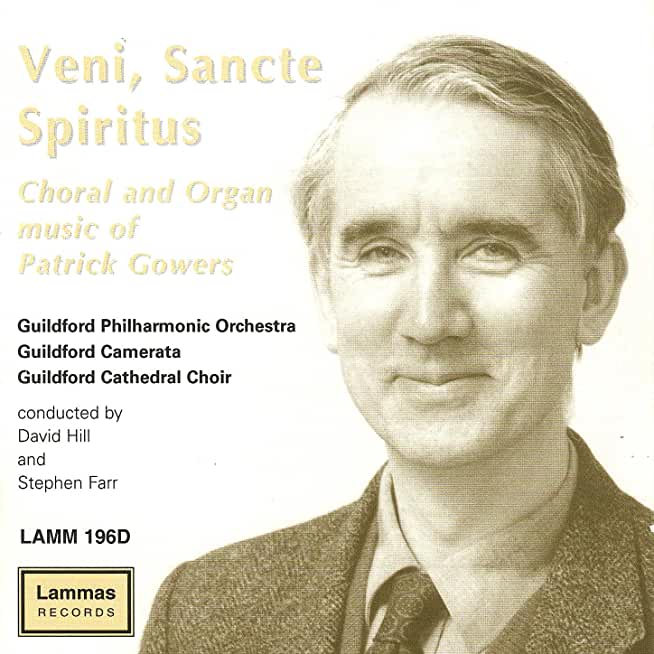 Veni, Sancte
Spiritus
Choral and Organ
music of
Patrick Gowers
Guildford Philharmonic Orchestra
Guildford Camerata
Guildford Cathedral Choir
conducted by
David Hill
and
Stephen Farr
LAMM 196D
Lammas
RECORDS